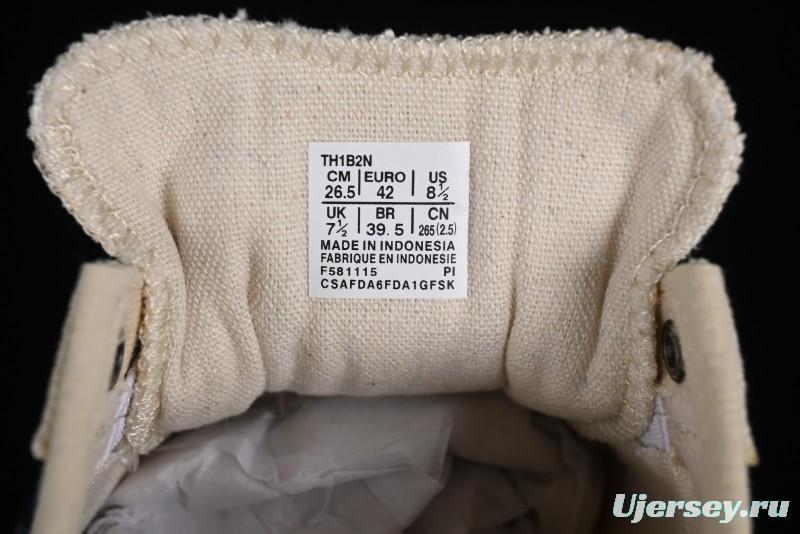 TH1B2N
CM EURO US
26.5 42 8½
UK BR CN
7½ 39.5 265(2.5)
MADE IN INDONESIA
FABRIQUE EN INDONESIE
F581115 PI
CSAFDA6FDA1GFSK
Ujersey.ru